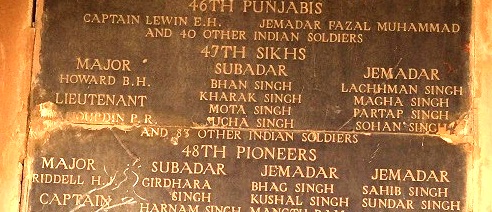 46TH PUNJABIS
CAPTAIN LEWIN E.H. JEMADAR FAZAL MUHAMMAD
AND 40 OTHER INDIAN SOLDIERS
47TH SIKHS
MAJOR SUBADAR JEMADAR
HOWARD B.H. BHAN SINGH LACHHMAN SINGH
LIEUTENANT KHARAK SINGH MAGHA SINGH
P.R. MOTA SINGH PARTAP SINGH
SUCHA SINGH SOHAN SINGH
AND 83 OTHER INDIAN SOLDIERS
48TH PIONEERS
MAJOR SUBADAR JEMADAR JEMADAR
RIDDELL H. GIRDHARA SINGH BHAG SINGH SAHIB SINGH
CAPTAIN HARNAM SINGH KUSHAL SINGH SUNDAR SINGH